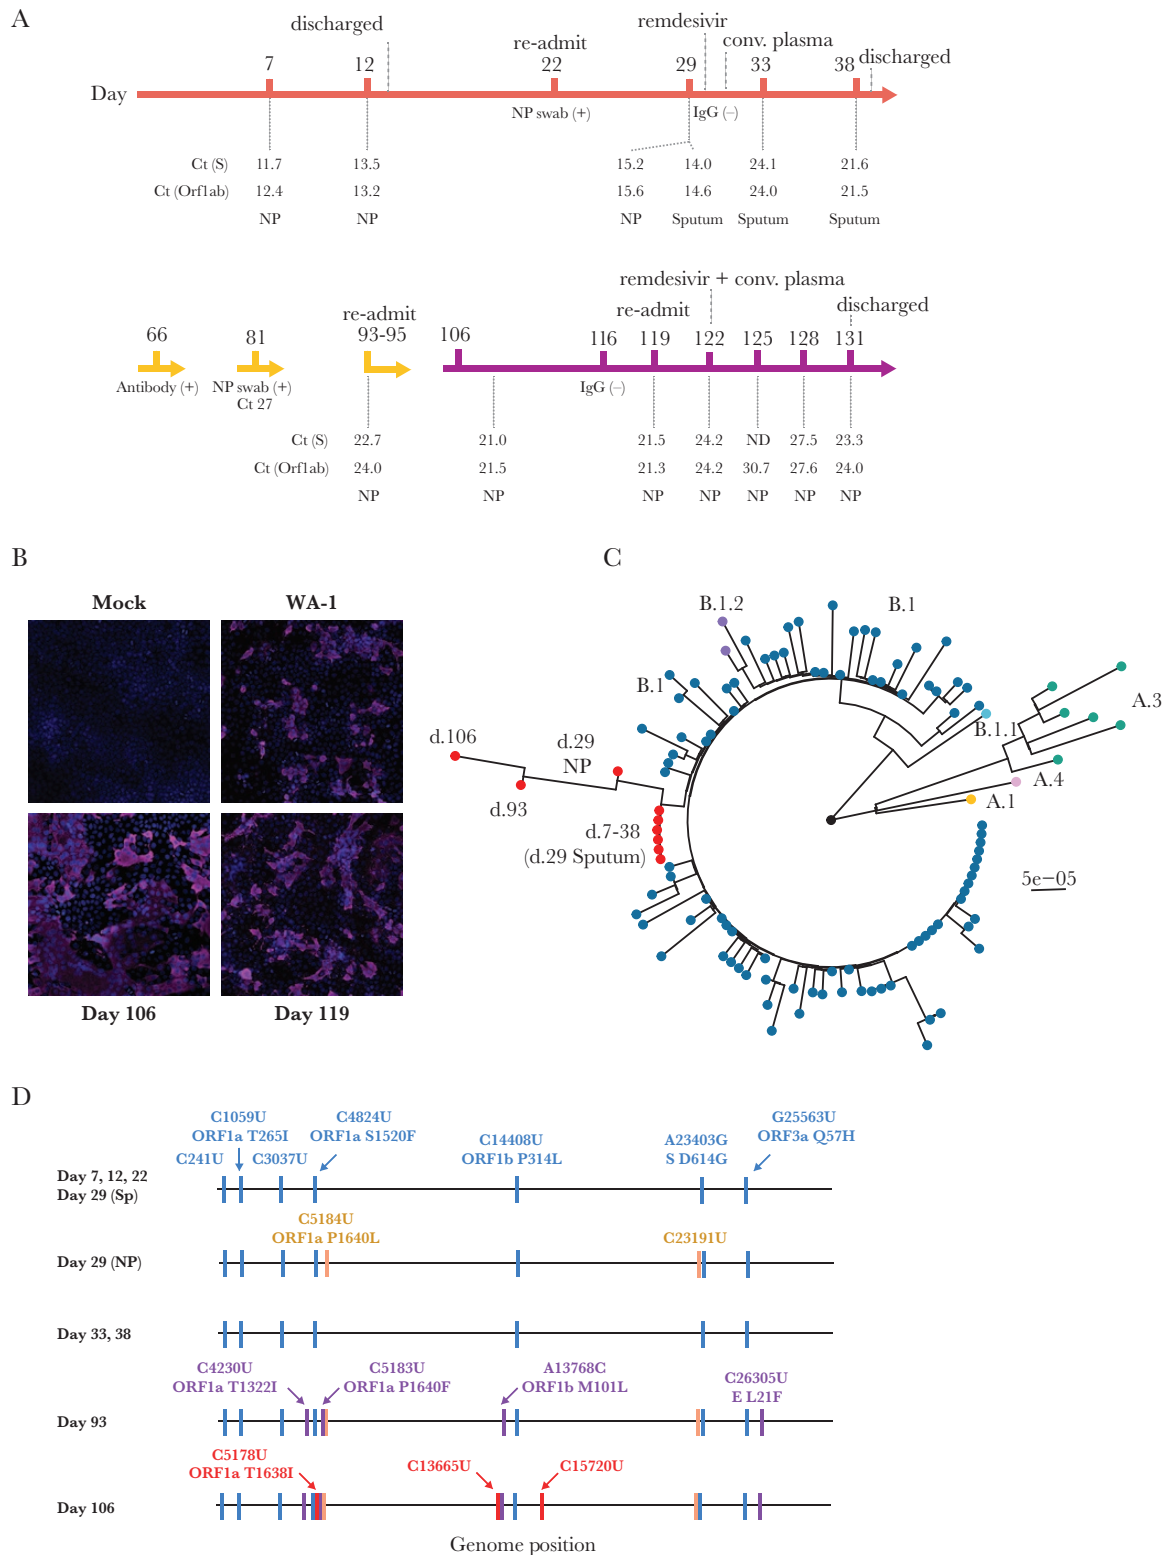 A
discharged
remdesivir
re-admit
conv. plasma
discharged
7
12
22
29
33
38
Day
NP swab (+)
IgG (–)
Ct (S)
11.7
13.5
15.2
14.0
24.1
21.6
Ct (Orf1ab)
12.4
13.2
15.6
14.6
24.0
21.5
NP
NP
NP
Sputum
Sputum
Sputum
remdesivir + conv. plasma
re-admit
re-admit
discharged
66
81
93-95
106
116
119
122
125
128
131
Antibody (+)
NP swab (+)
Ct 27
IgG (–)
Ct (S)
22.7
21.0
21.5
24.2
ND
27.5
23.3
Ct (Orf1ab)
24.0
21.5
21.3
24.2
30.7
27.6
24.0
NP
NP
NP
NP
NP
NP
NP
B
Mock
WA-1
Day 106
Day 119
C
B.1.2
B.1
B.1
A.3
B.1.1
A.4
A.1
d.106
d.29
NP
d.93
d.7-38
(d.29 Sputum)
5e−05
D
C1059U
ORF1a T265I
C4824U
ORF1a S1520F
G25563U
ORF3a Q57H
C241U
C3037U
C14408U
ORF1b P314L
A23403G
S D614G
Day 7, 12, 22
Day 29 (Sp)
C5184U
ORF1a P1640L
C23191U
Day 29 (NP)
Day 33, 38
C4230U
ORF1a T1322I
C5183U
ORF1a P1640F
A13768C
ORF1b M101L
C26305U
E L21F
Day 93
C5178U
ORF1a T1638I
C13665U
C15720U
Day 106
Genome position